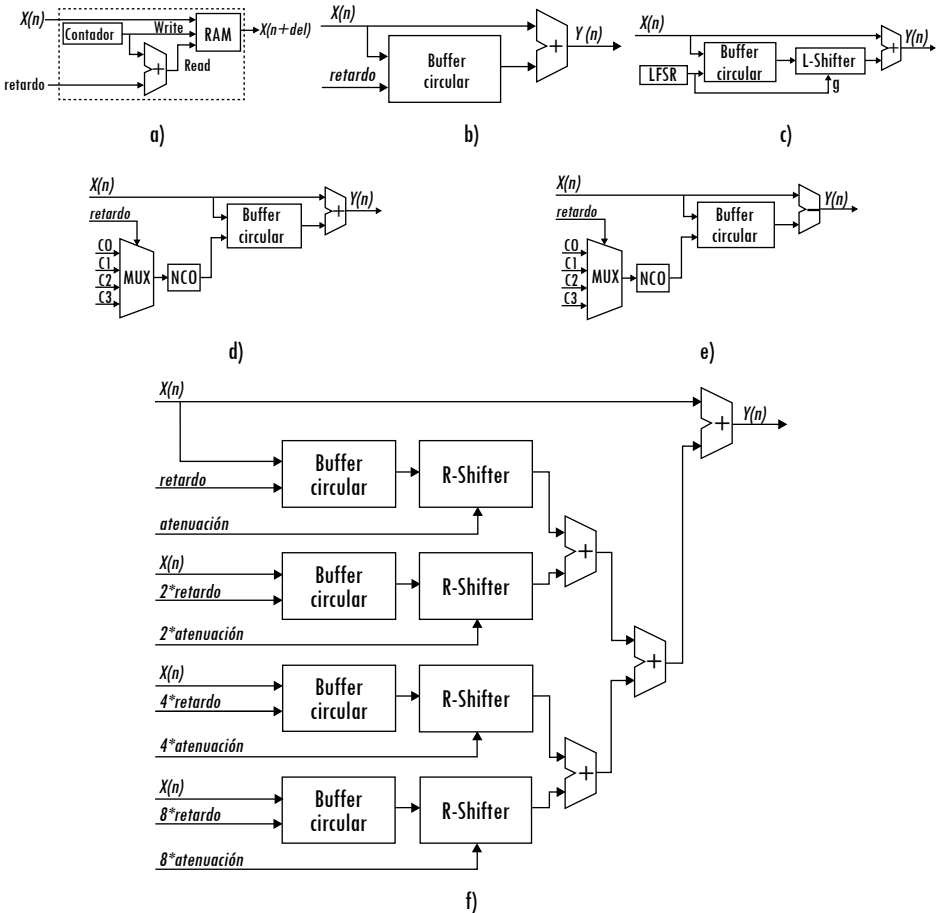 X(n)
Contador
Write
RAM
X(n+del)
+
Read
retardo
a)
X(n)
retardo
Buffer
circular
+
Y (n)
b)
X(n)
LFSR
Buffer
circular
L-Shifter
g
+
Y(n)
c)
X(n)
retardo
C0
C1
C2
C3
MUX
NCO
Buffer
circular
+
Y(n)
d)
X(n)
retardo
C0
C1
C2
C3
MUX
NCO
Buffer
circular
−
Y(n)
e)
X(n)
+
Y(n)
retardo
Buffer
circular
R-Shifter
atenuación
+
X(n)
2*retardo
Buffer
circular
R-Shifter
2*atenuación
+
X(n)
4*retardo
Buffer
circular
R-Shifter
4*atenuación
+
X(n)
8*retardo
Buffer
circular
R-Shifter
8*atenuación
f)